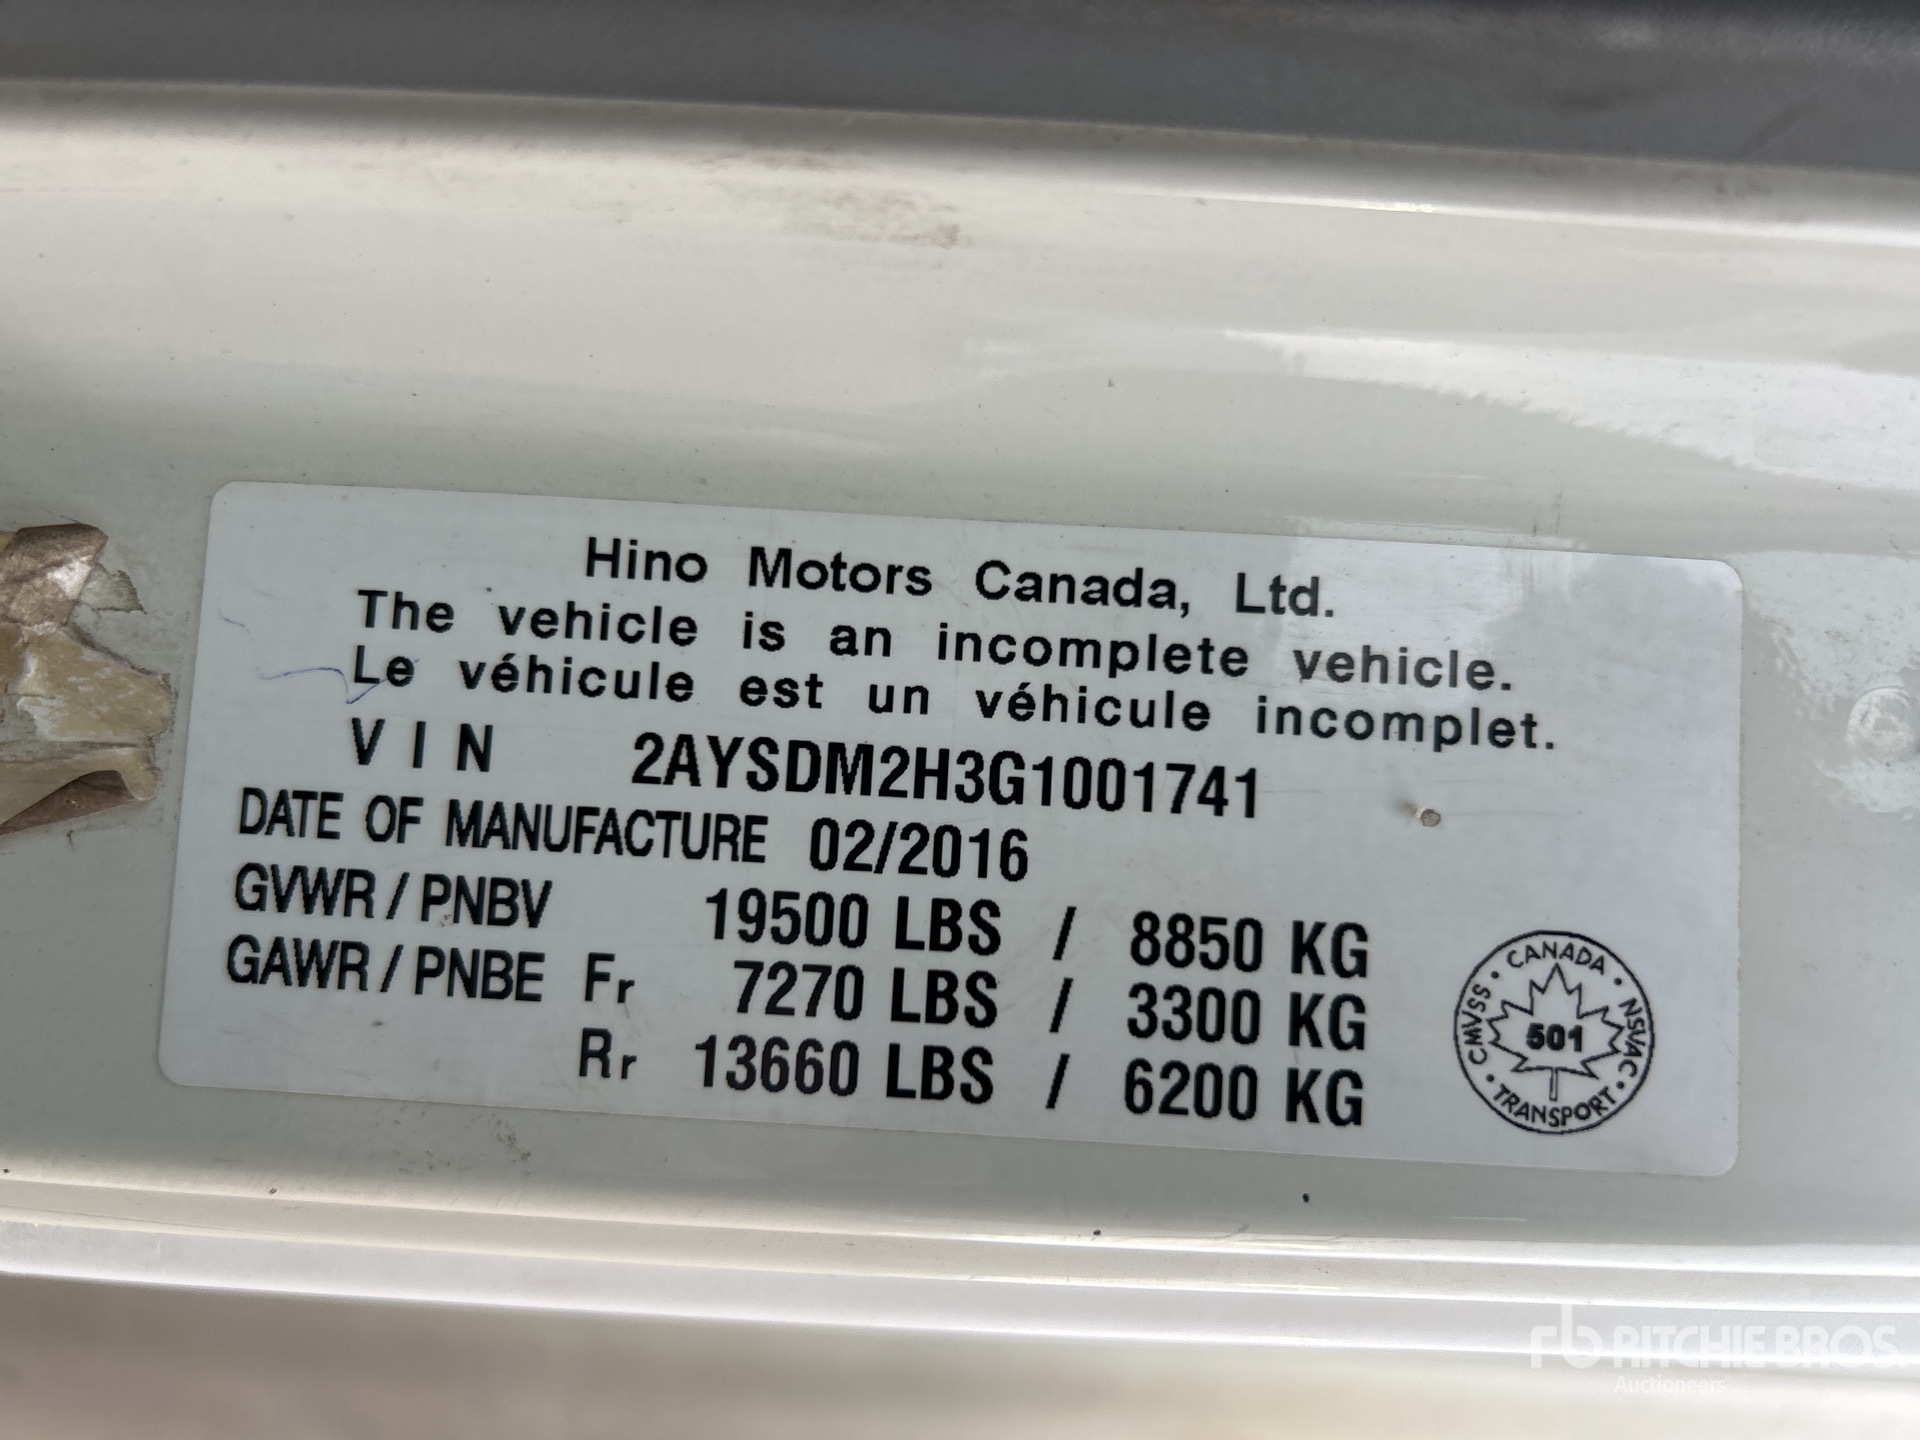 Hino Motors Canada, Ltd.
The vehicle is an incomplete vehicle.
Le véhicule est un véhicule incomplet.
VIN 2AYSDM2H3G1001741
DATE OF MANUFACTURE 02/2016
GVWR / PNBV 19500 LBS / 8850 KG
GAWR / PNBE Fr 7270 LBS / 3300 KG
Rr 13660 LBS / 6200 KG
CANADA · NSVAC · TRANSPORT · CMVSS ·
501
rb RITCHIE BROS.
Auctioneers